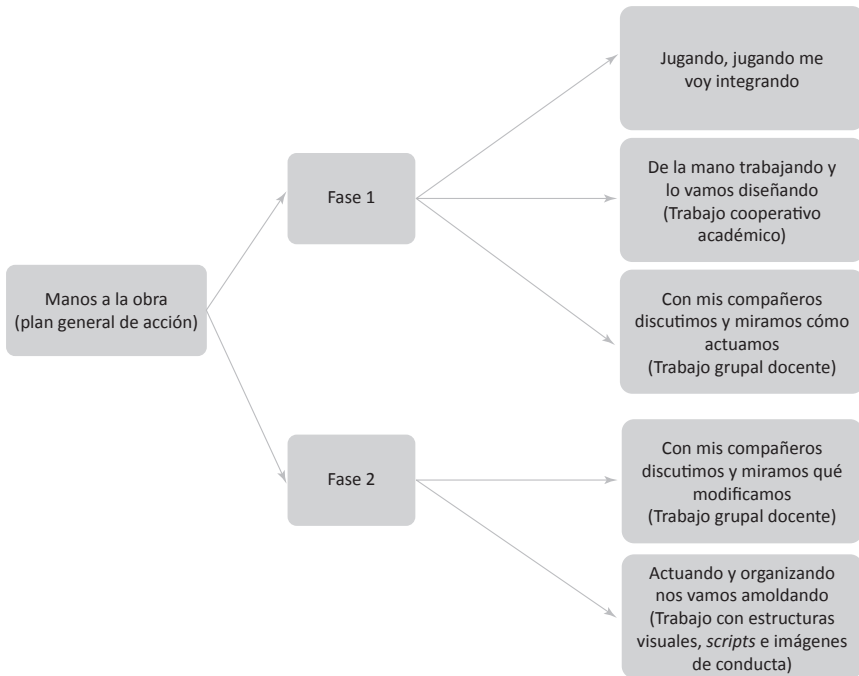 Manos a la obra
(plan general de acción)
Fase 1
Jugando, jugando me
voy integrando
De la mano trabajando y
lo vamos diseñando
(Trabajo cooperativo
académico)
Con mis compañeros
discutimos y miramos cómo
actuamos
(Trabajo grupal docente)
Fase 2
Con mis compañeros
discutimos y miramos qué
modificamos
(Trabajo grupal docente)
Actuando y organizando
nos vamos amoldando
(Trabajo con estructuras
visuales, scripts e imágenes
de conducta)